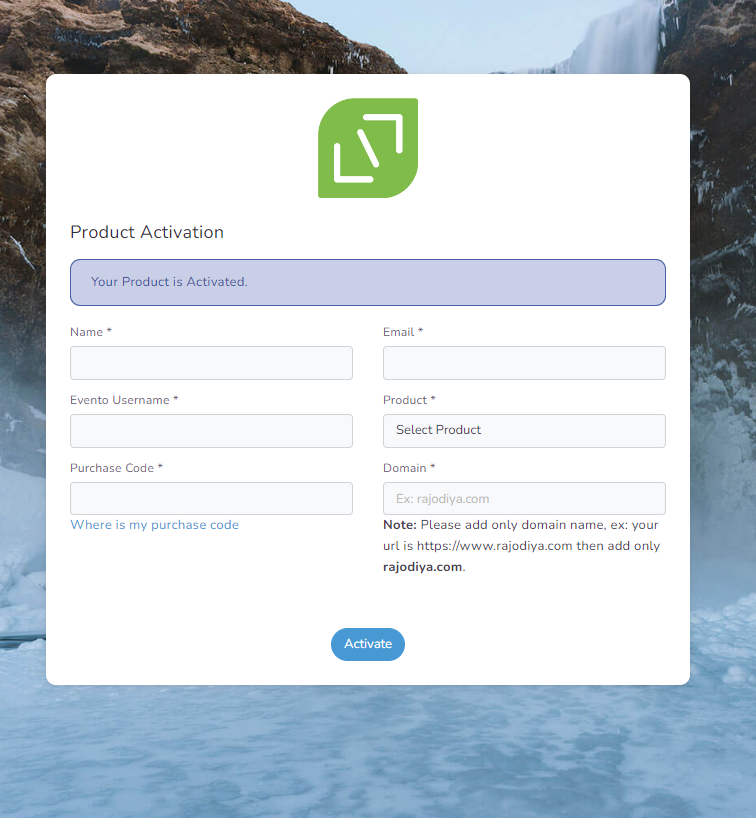 Product Activation
Your Product is Activated.
Name *
Email *
Evento Username *
Product *
Select Product
Purchase Code *
Domain *
Ex: rajodiya.com
Where is my purchase code
Note: Please add only domain name, ex: your
url is https://www.rajodiya.com then add only
rajodiya.com.
Activate